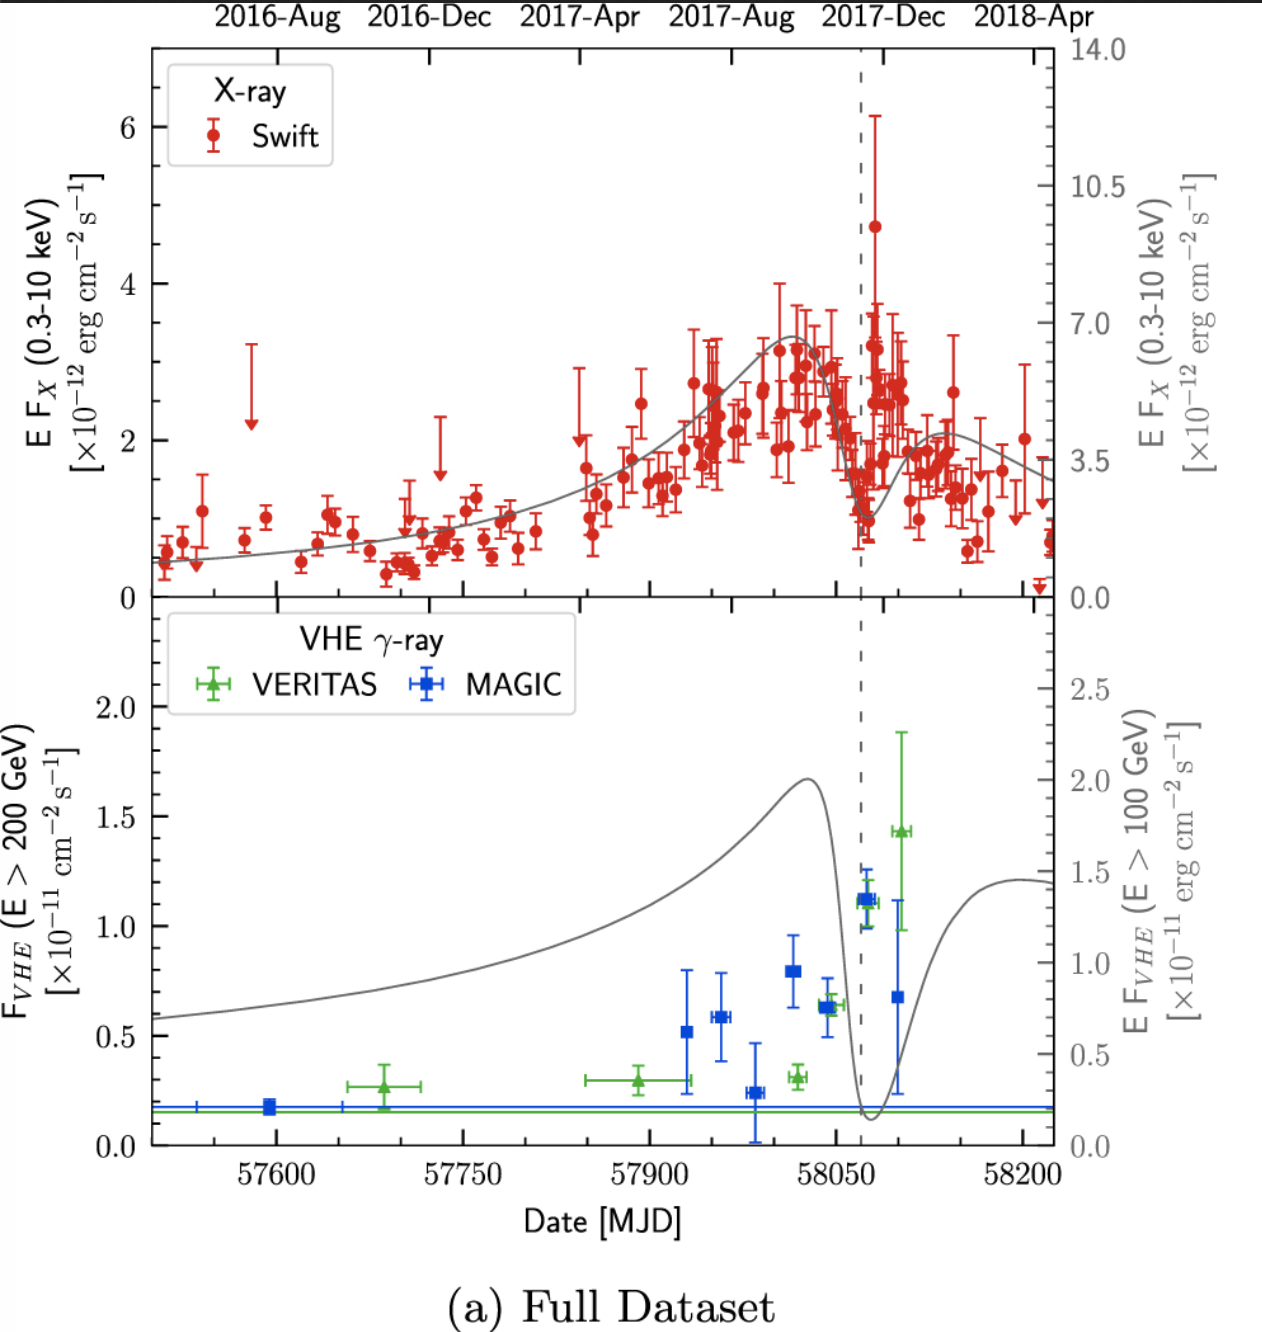 2016-Aug 2016-Dec 2017-Apr 2017-Aug 2017-Dec 2018-Apr
X-ray
Swift
6
4
2
0
E F_X (0.3-10 keV)
[×10^−12 erg cm^−2 s^−1]
14.0
10.5
7.0
3.5
0.0
E F_X (0.3-10 keV)
[×10^−12 erg cm^−2 s^−1]
VHE γ-ray
VERITAS MAGIC
2.0
1.5
1.0
0.5
0.0
F_VHE (E > 200 GeV)
[×10^−11 cm^−2 s^−1]
2.5
2.0
1.5
1.0
0.5
0.0
E F_VHE (E > 100 GeV)
[×10^−11 erg cm^−2 s^−1]
57600 57750 57900 58050 58200
Date [MJD]
(a) Full Dataset